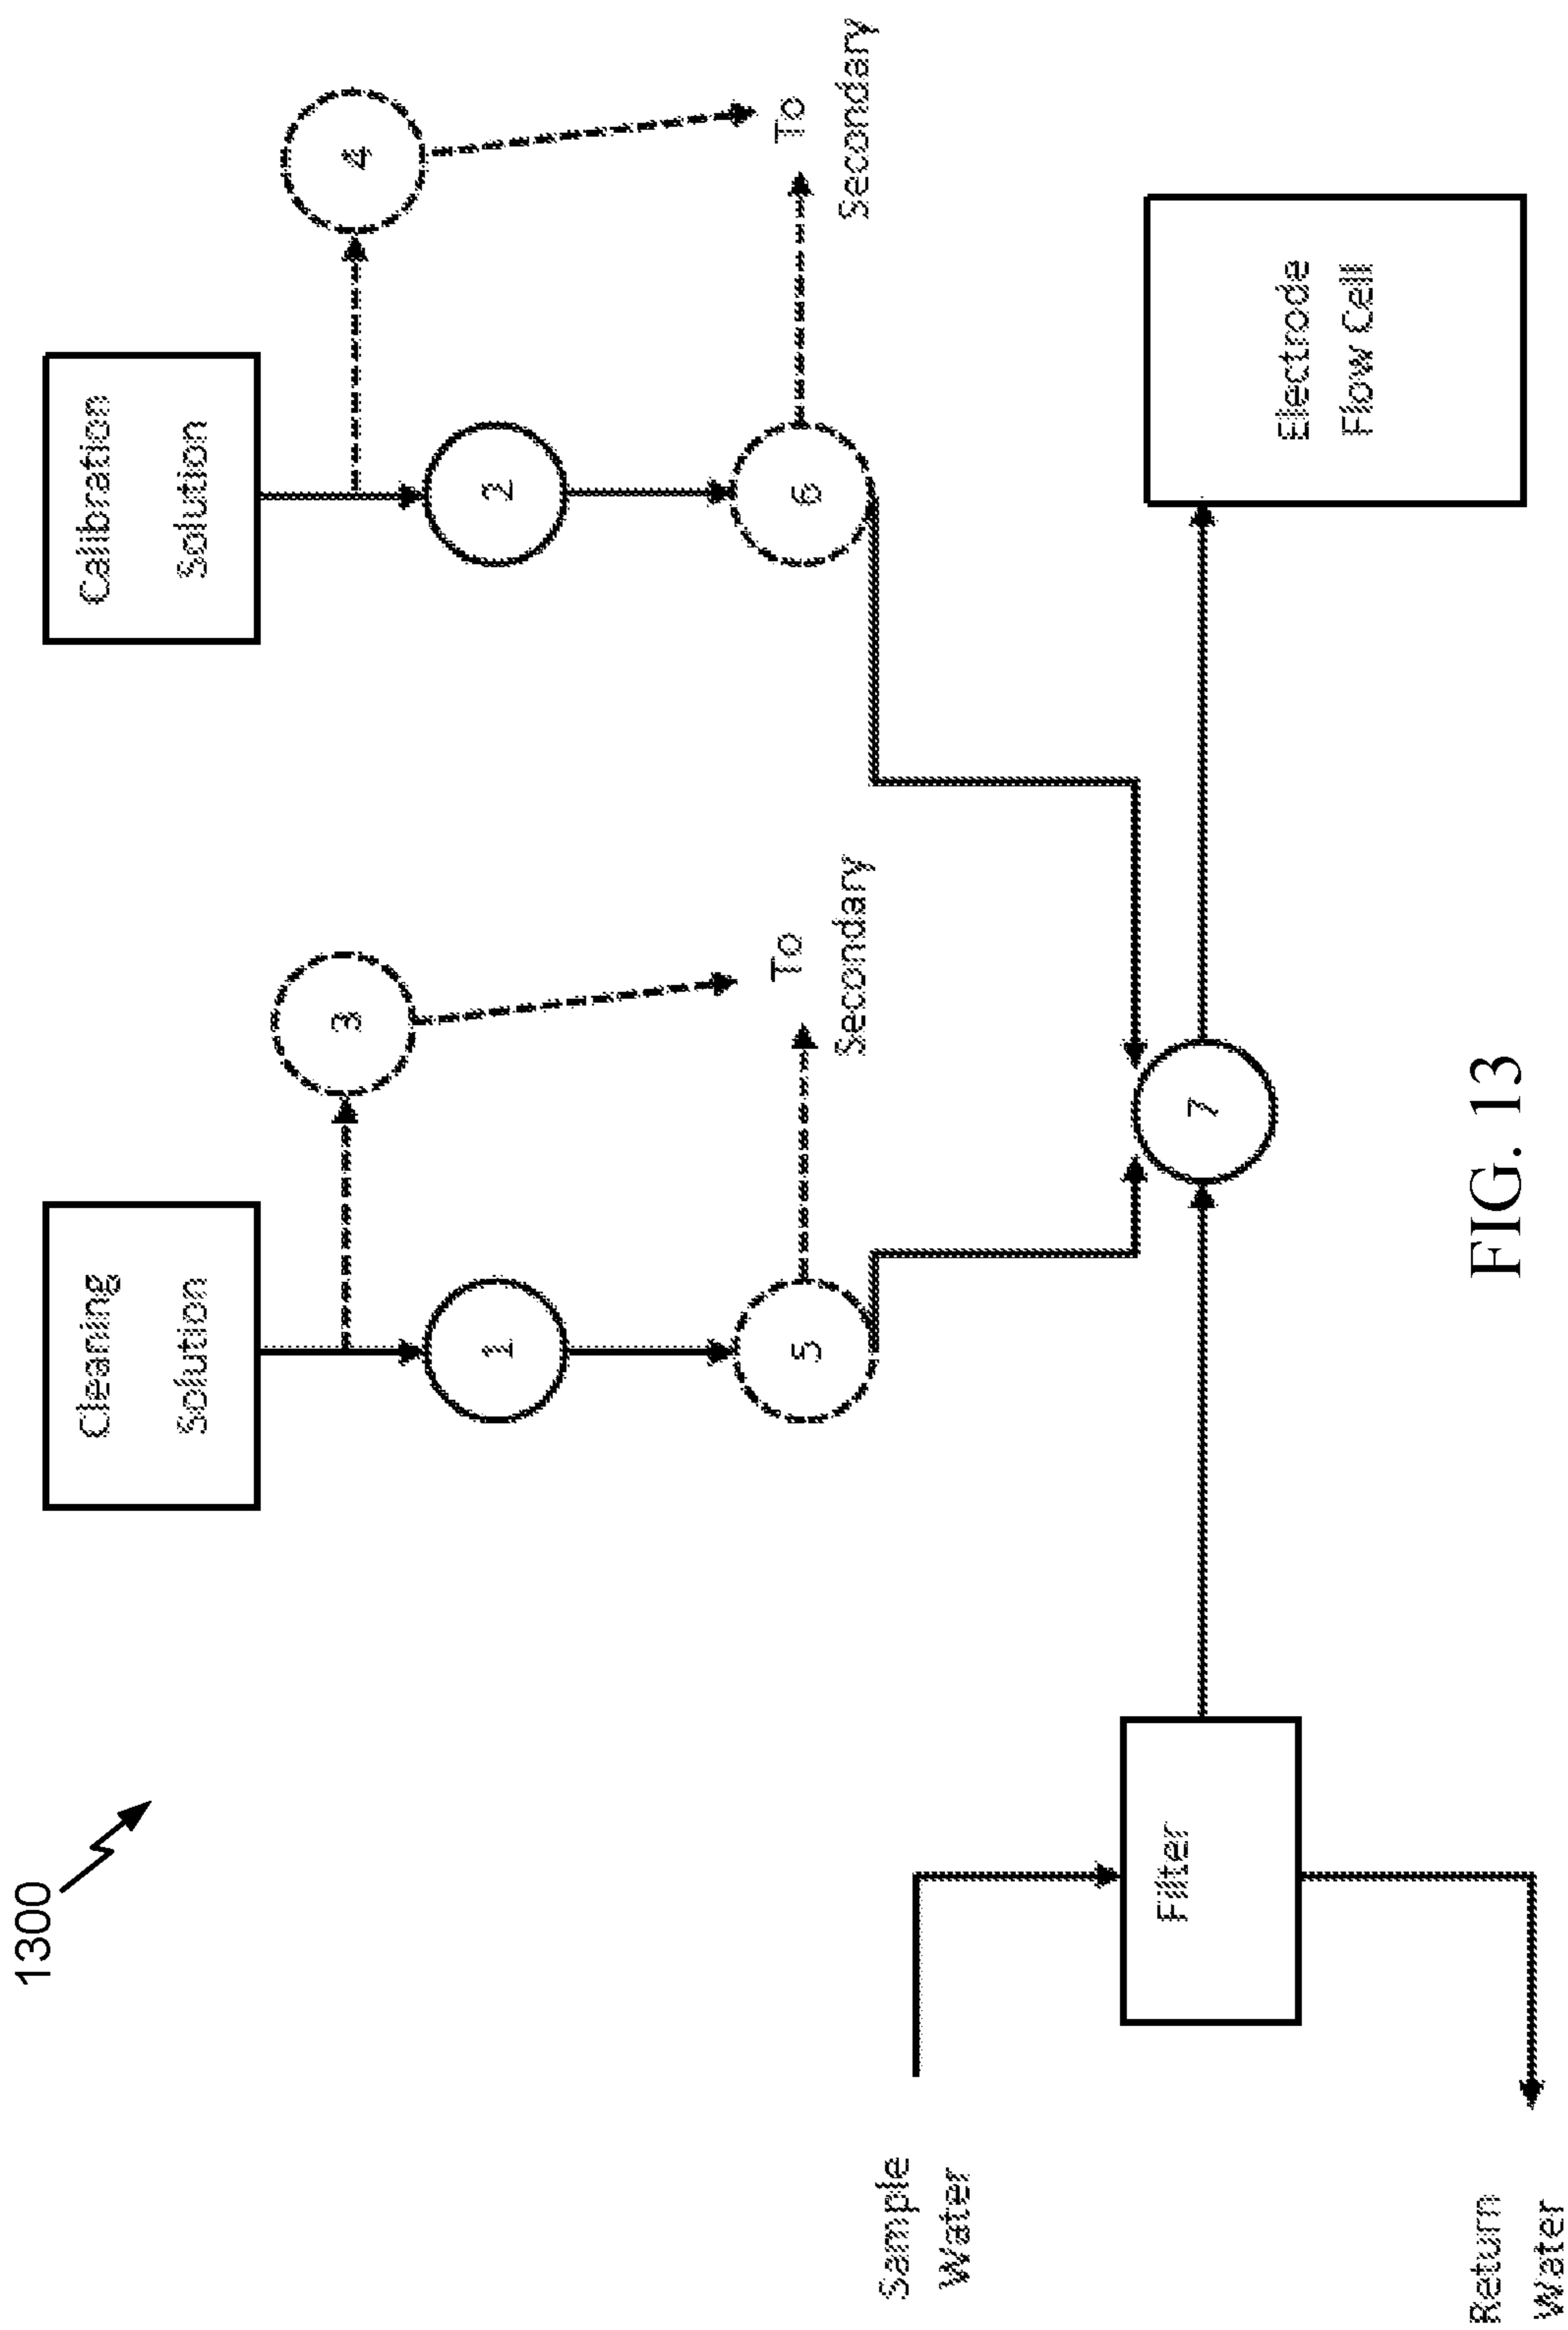 1300
Cleaning
Solution
Calibration
Solution
3
4
1
2
To
Secondary
To
Secondary
5
6
Sample
Water
Filter
7
Electrode
Flow Cell
Return
Water
FIG. 13